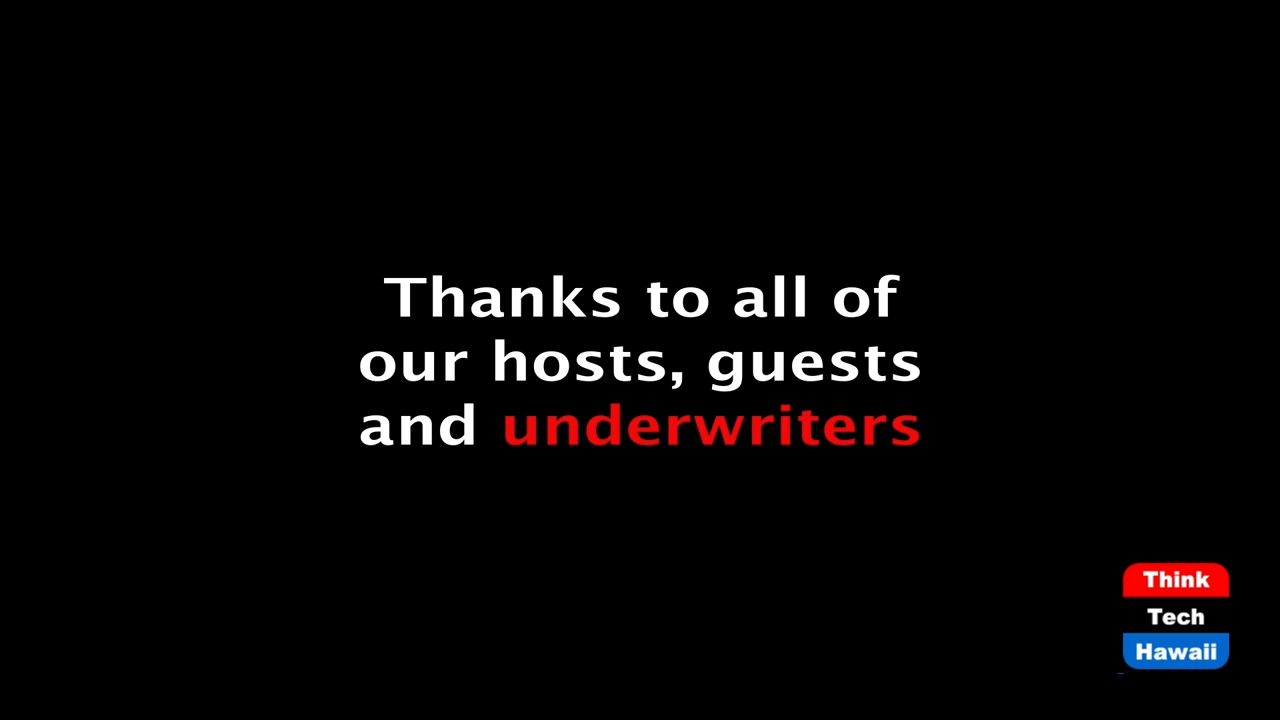 Thanks to all of
our hosts, guests
and underwriters
Think
Tech
Hawaii